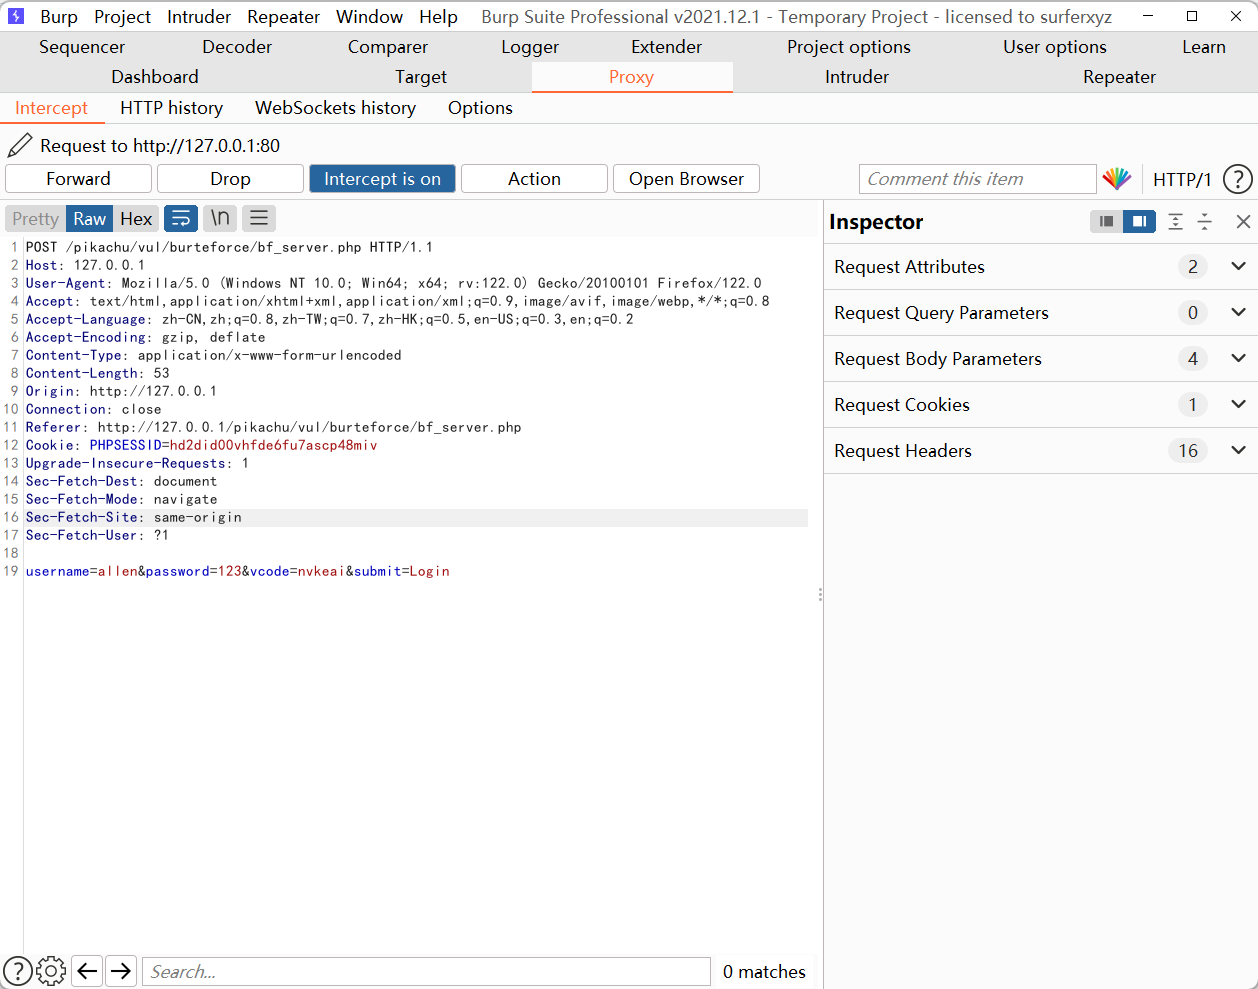 Burp Project Intruder Repeater Window Help Burp Suite Professional v2021.12.1 - Temporary Project - licensed to surferxyz
Sequencer Decoder Comparer Logger Extender Project options User options Learn
Dashboard Target Proxy Intruder Repeater
Intercept HTTP history WebSockets history Options
Request to http://127.0.0.1:80
Forward Drop Intercept is on Action Open Browser Comment this item HTTP/1 ?
Pretty Raw Hex \n
Inspector
1 POST /pikachu/vul/burteforce/bf_server.php HTTP/1.1
2 Host: 127.0.0.1
3 User-Agent: Mozilla/5.0 (Windows NT 10.0; Win64; x64; rv:122.0) Gecko/20100101 Firefox/122.0
4 Accept: text/html,application/xhtml+xml,application/xml;q=0.9,image/avif,image/webp,*/*;q=0.8
5 Accept-Language: zh-CN,zh;q=0.8,zh-TW;q=0.7,zh-HK;q=0.5,en-US;q=0.3,en;q=0.2
6 Accept-Encoding: gzip, deflate
7 Content-Type: application/x-www-form-urlencoded
8 Content-Length: 53
9 Origin: http://127.0.0.1
10 Connection: close
11 Referer: http://127.0.0.1/pikachu/vul/burteforce/bf_server.php
12 Cookie: PHPSESSID=hd2did00vhfde6fu7ascp48miv
13 Upgrade-Insecure-Requests: 1
14 Sec-Fetch-Dest: document
15 Sec-Fetch-Mode: navigate
16 Sec-Fetch-Site: same-origin
17 Sec-Fetch-User: ?1
18
19 username=allen&password=123&vcode=nvkeai&submit=Login
Request Attributes 2
Request Query Parameters 0
Request Body Parameters 4
Request Cookies 1
Request Headers 16
? Search... 0 matches